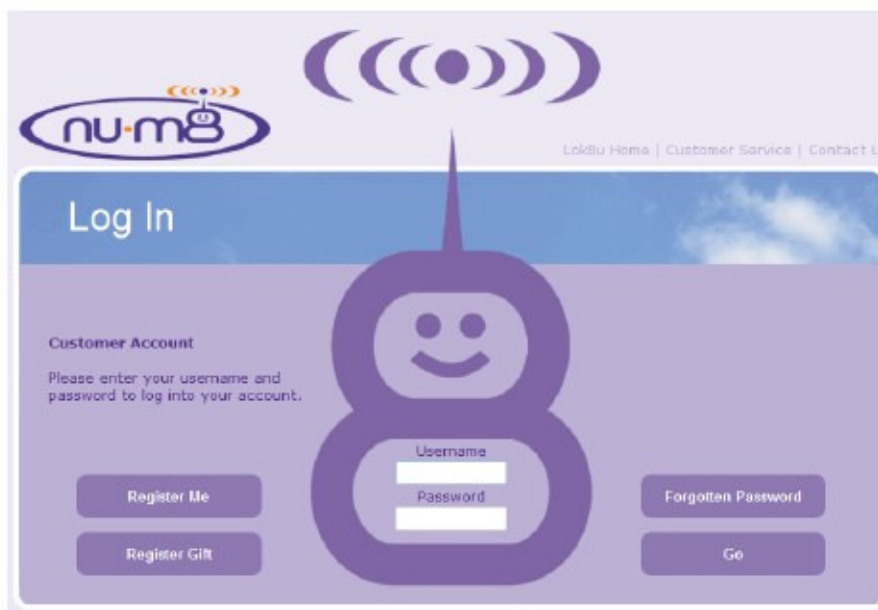 nu·m8
Lok8u Home | Customer Service | Contact U
Log In
Customer Account
Please enter your username and
password to log into your account.
Username
Password
Register Me
Register Gift
Forgotten Password
Go